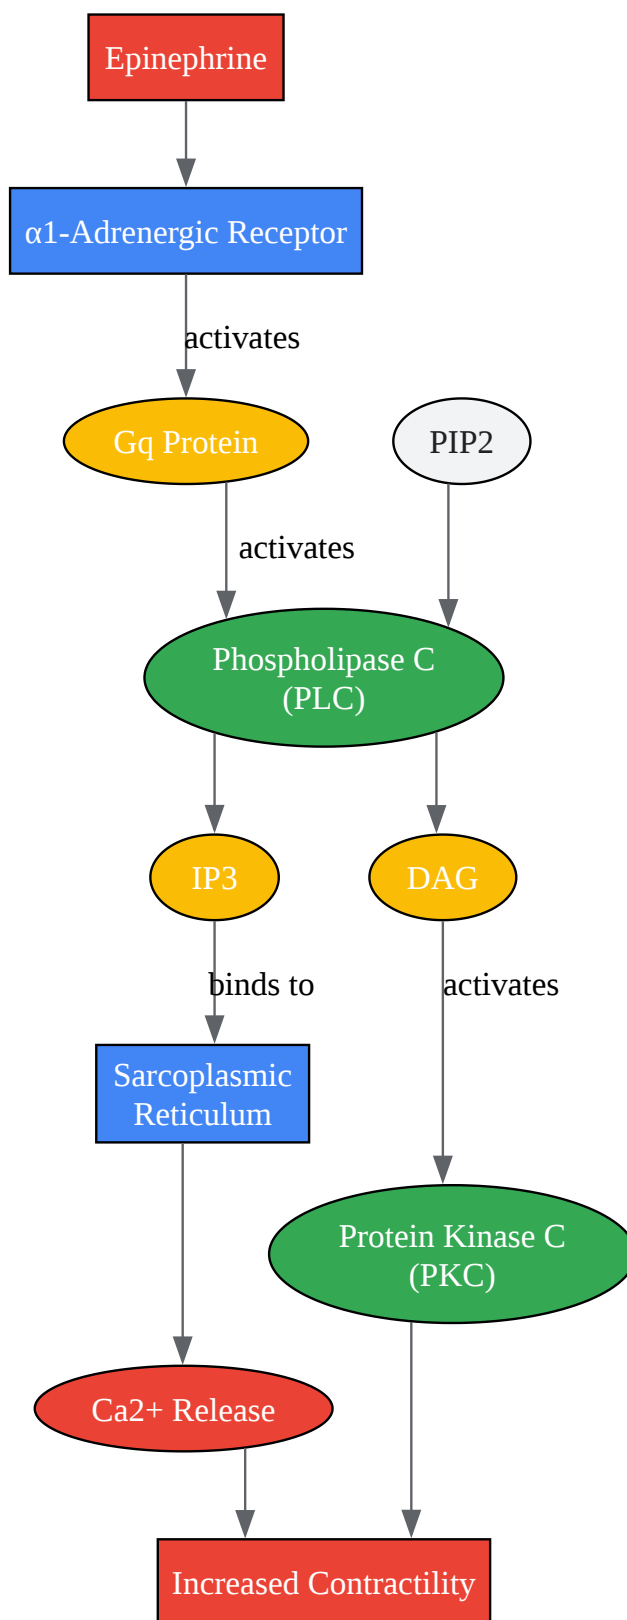 Epinephrine
α1-Adrenergic Receptor
activates
Gq Protein
PIP2
activates
Phospholipase C
(PLC)
IP3
DAG
binds to
activates
Sarcoplasmic
Reticulum
Protein Kinase C
(PKC)
Ca2+ Release
Increased Contractility